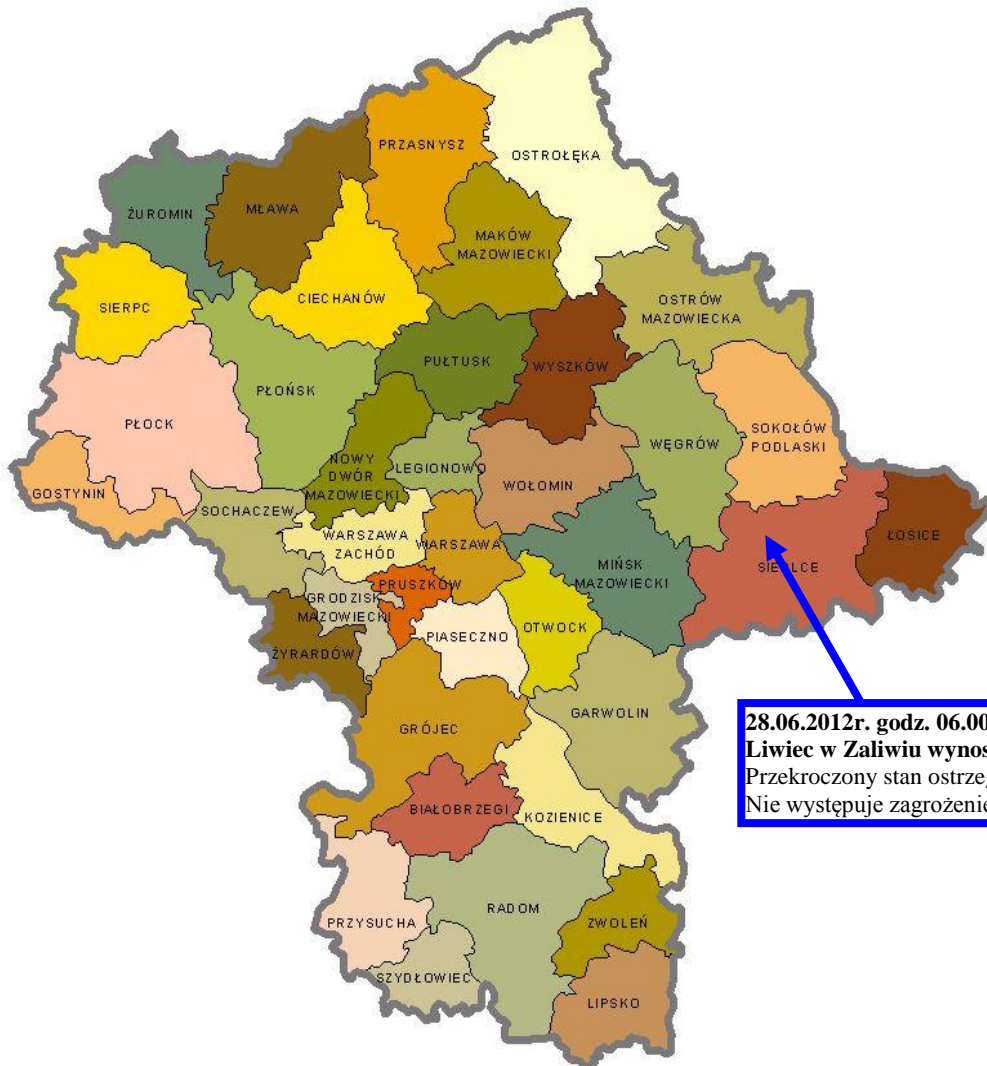 PRZASNYSZ
OSTROŁĘKA
ŻUROMIN
MŁAWA
MAKÓW
MAZOWIECKI
SIERPC
CIECHANÓW
OSTRÓW
MAZOWIECKA
PUŁTUSK
WYSZKÓW
PŁOŃSK
PŁOCK
WĘGRÓW
SOKOŁÓW
PODLASKI
NOWY
DWÓR
MAZOWIECKI
LEGIONOWO
WOŁOMIN
GOSTYNIN
SOCHACZEW
WARSZAWA
ZACHÓD
WARSZAWA
MIŃSK
MAZOWIECKI
SIEDLCE
ŁOSICE
PRUSZKÓW
GRODZISK
MAZOWIECKI
PIASECZNO
OTWOCK
ŻYRARDÓW
GARWOLIN
GRÓJEC
28.06.2012r. godz. 06.00
Liwiec w Zaliwiu wynos
Przekroczony stan ostrzeg
Nie występuje zagrożenie
BIAŁOBRZEGI
KOZIENICE
RADOM
PRZYSUCHA
ZWOLEŃ
SZYDŁOWIEC
LIPSKO